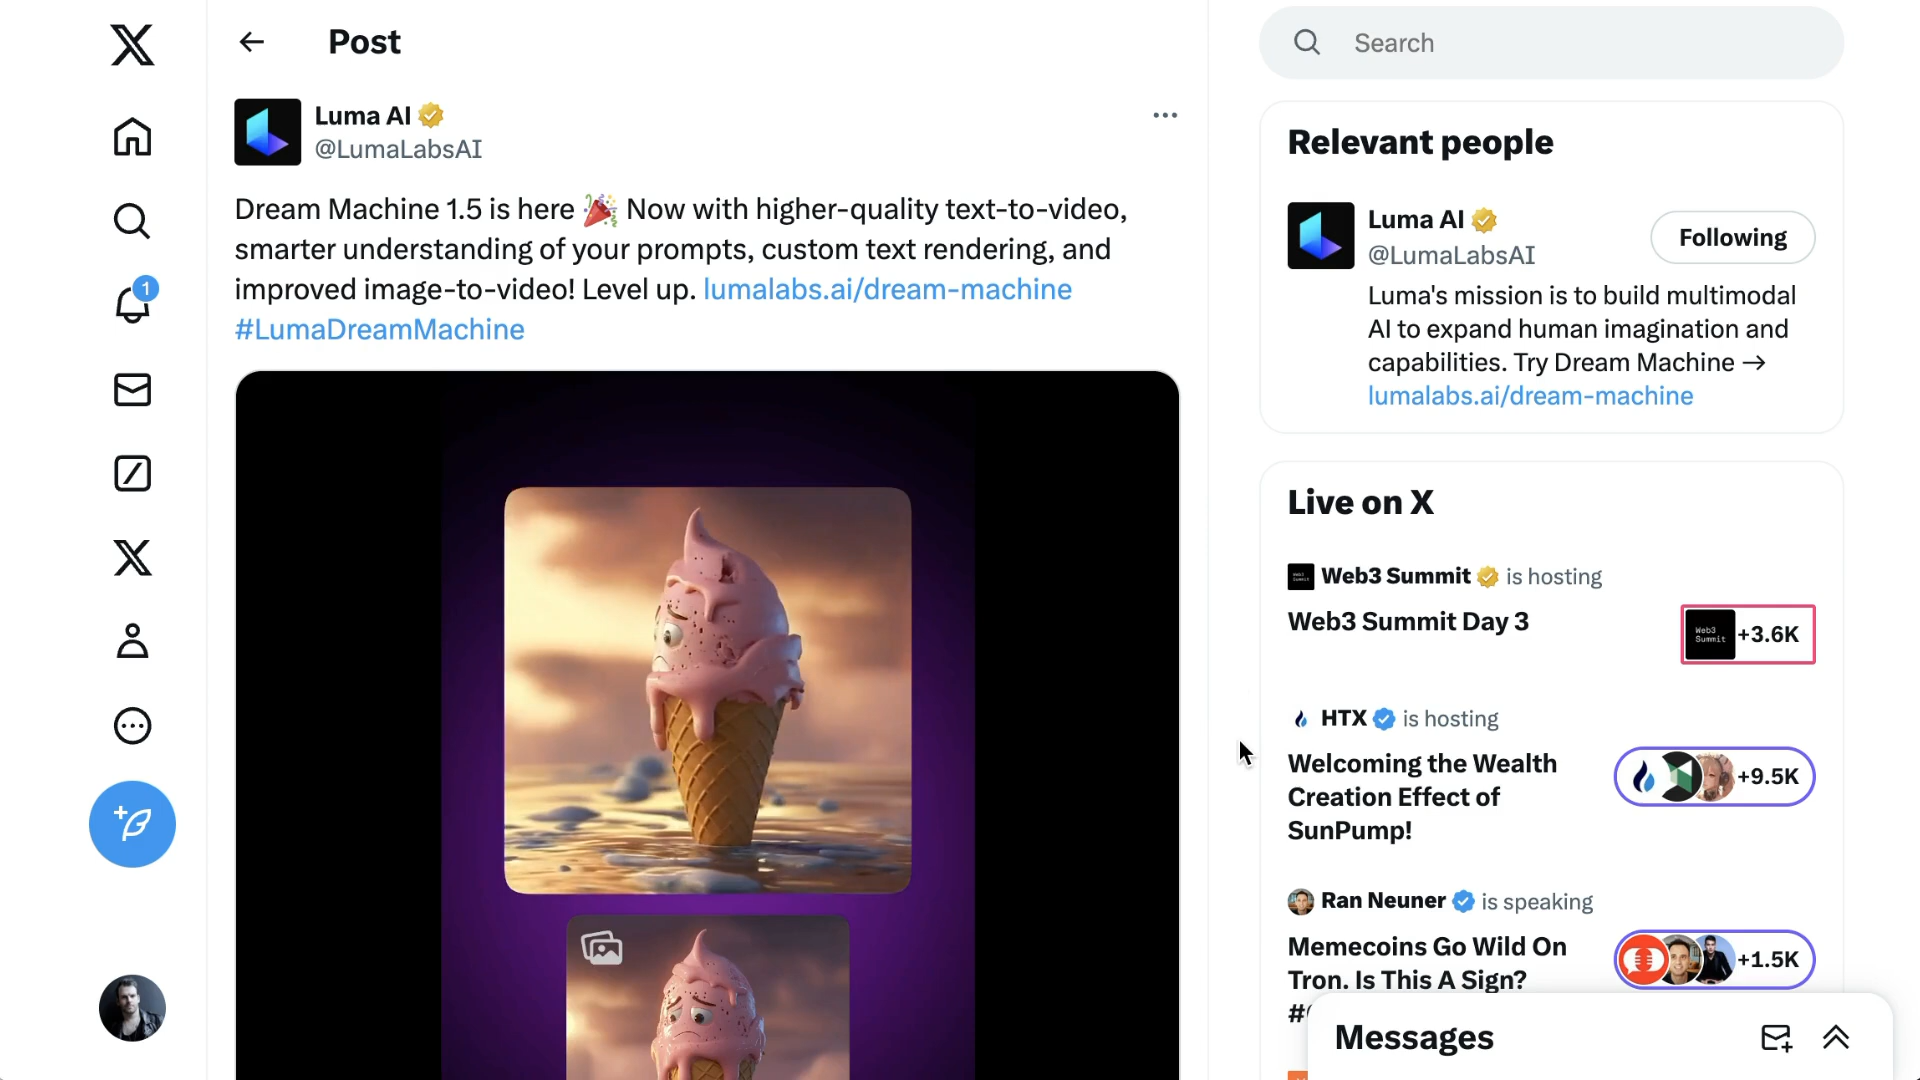 Post
Luma AI
@LumaLabsAI
Dream Machine 1.5 is here 🎉 Now with higher-quality text-to-video,
smarter understanding of your prompts, custom text rendering, and
improved image-to-video! Level up. lumalabs.ai/dream-machine
#LumaDreamMachine
1
Search
Relevant people
Luma AI
@LumaLabsAI
Following
Luma's mission is to build multimodal
AI to expand human imagination and
capabilities. Try Dream Machine →
lumalabs.ai/dream-machine
Live on X
Web3 Summit is hosting
Web3 Summit Day 3
Web3
Summit
+3.6K
HTX is hosting
Welcoming the Wealth
Creation Effect of
SunPump!
+9.5K
Ran Neuner is speaking
Memecoins Go Wild On
Tron. Is This A Sign?
+1.5K
Messages